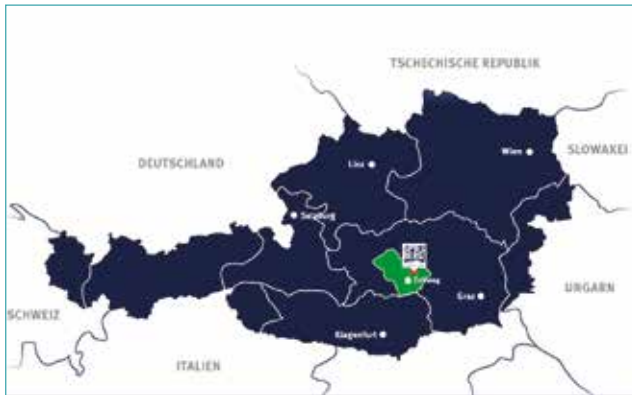 TSCHECHISCHE REPUBLIK
Wien
SLOWAKEI
DEUTSCHLAND
Linz
Salzburg
UNGARN
Graz
SCHWEIZ
Klagenfurt
ITALIEN